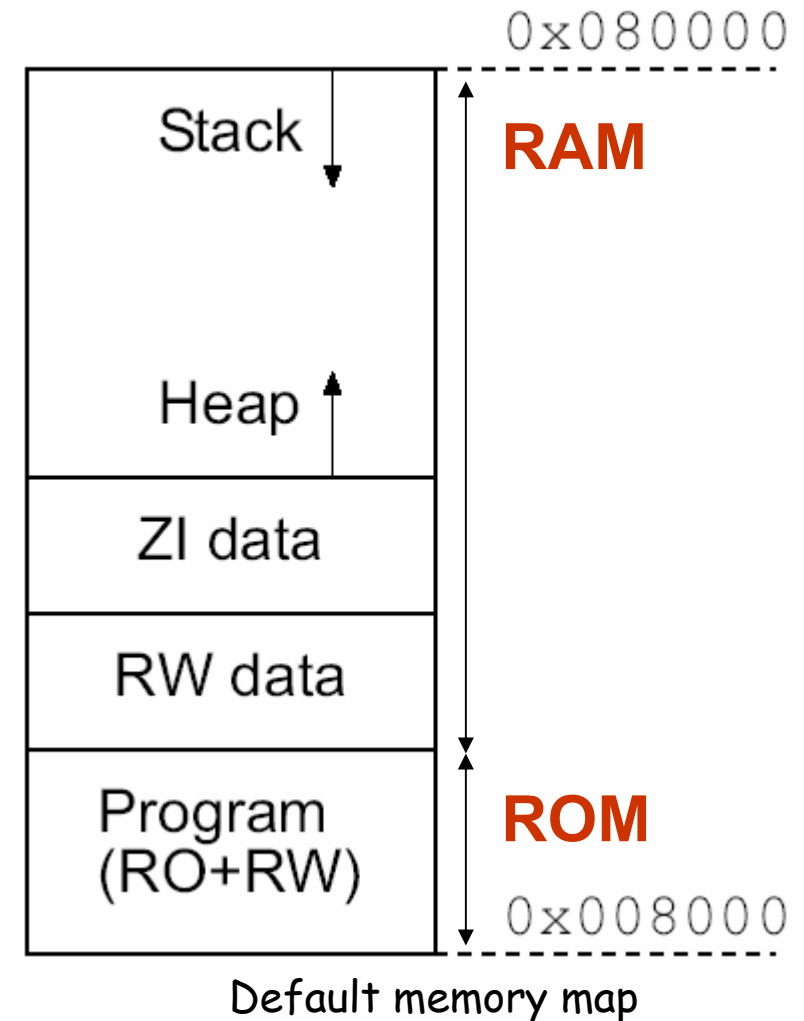 0x080000
Stack
RAM
Heap
ZI data
RW data
Program
(RO+RW)
ROM
0x008000
Default memory map